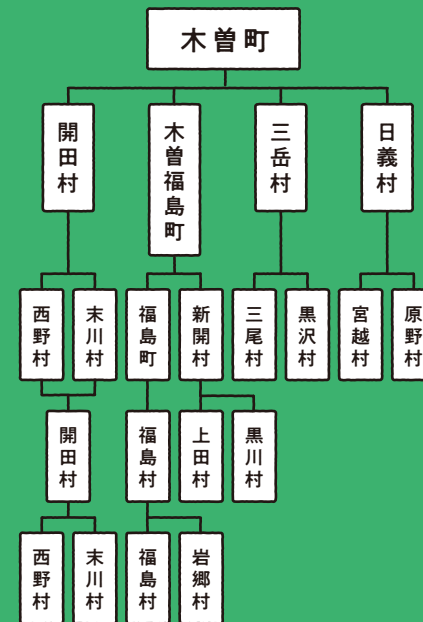 木曽町
開田村
木曽福島町
三岳村
日義村
西野村
末川村
福島町
新開村
三尾村
黒沢村
宮越村
原野村
開田村
福島村
上田村
黒川村
西野村
末川村
福島村
岩郷村